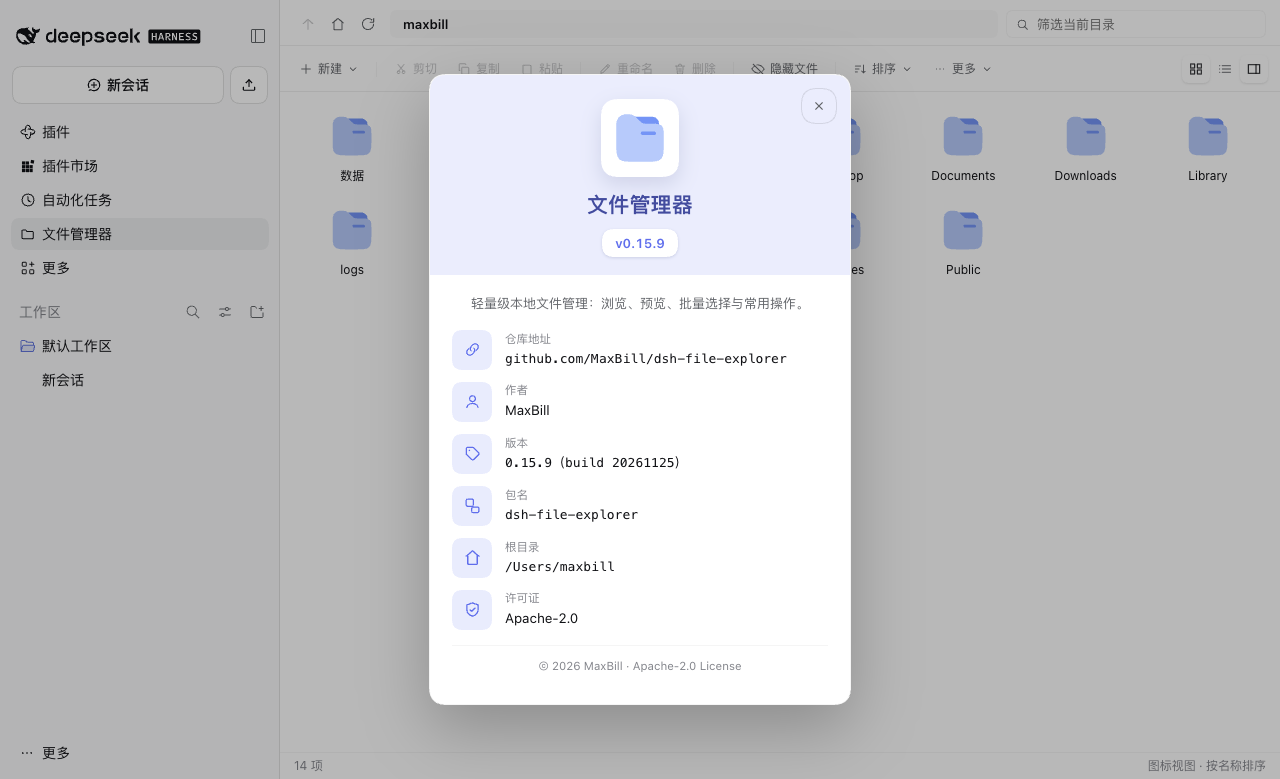 deepseek HARNESS
新会话
插件
插件市场
自动化任务
文件管理器
更多
工作区
默认工作区
新会话
更多
maxbill
筛选当前目录
新建
剪切
复制
粘贴
重命名
删除
隐藏文件
排序
更多
数据
Documents
Downloads
Library
logs
Public
文件管理器
v0.15.9
轻量级本地文件管理：浏览、预览、批量选择与常用操作。
仓库地址
github.com/MaxBill/dsh-file-explorer
作者
MaxBill
版本
0.15.9 (build 20261125)
包名
dsh-file-explorer
根目录
/Users/maxbill
许可证
Apache-2.0
© 2026 MaxBill · Apache-2.0 License
14 项
图标视图 · 按名称排序